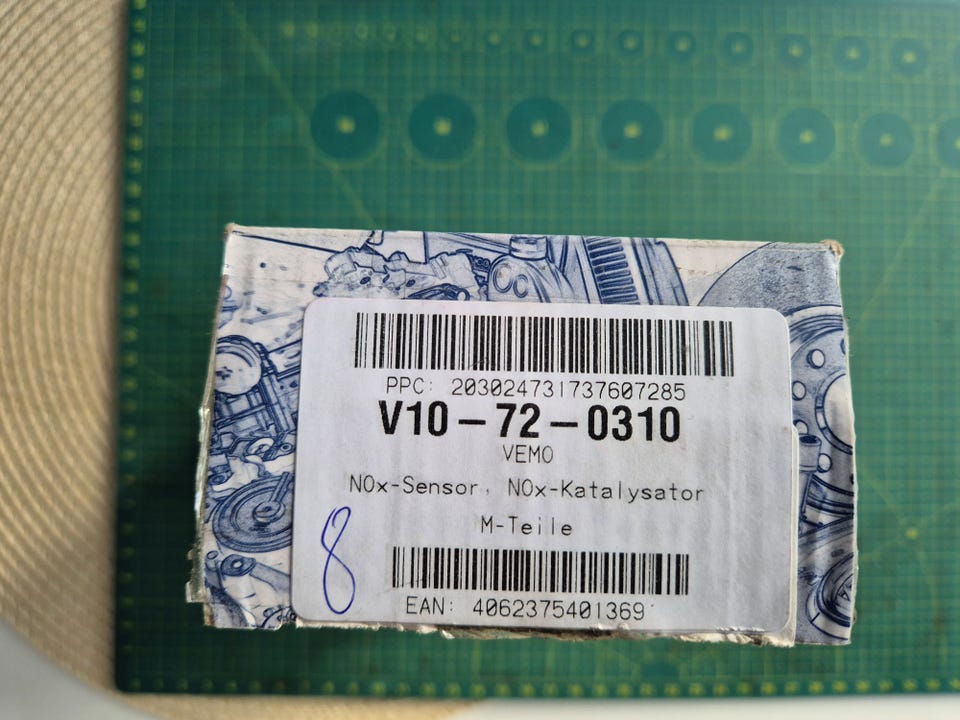 PPC: 203024731737607285
V10-72-0310
VEMO
NOx-Sensor, NOx-Katalysator
M-Teile
8
EAN: 4062375401369